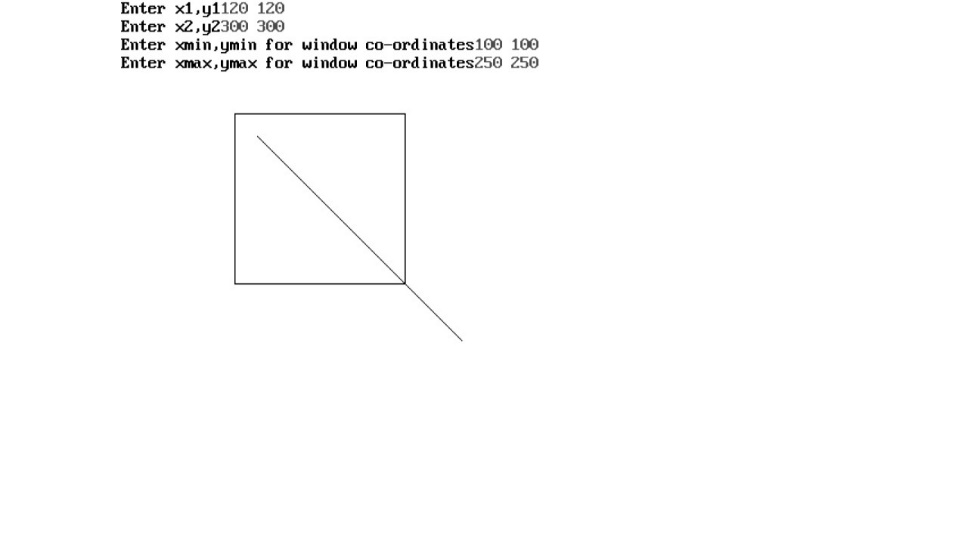 Enter x1,y1120 120
Enter x2,y2300 300
Enter xmin,ymin for window co-ordinates100 100
Enter xmax,ymax for window co-ordinates250 250